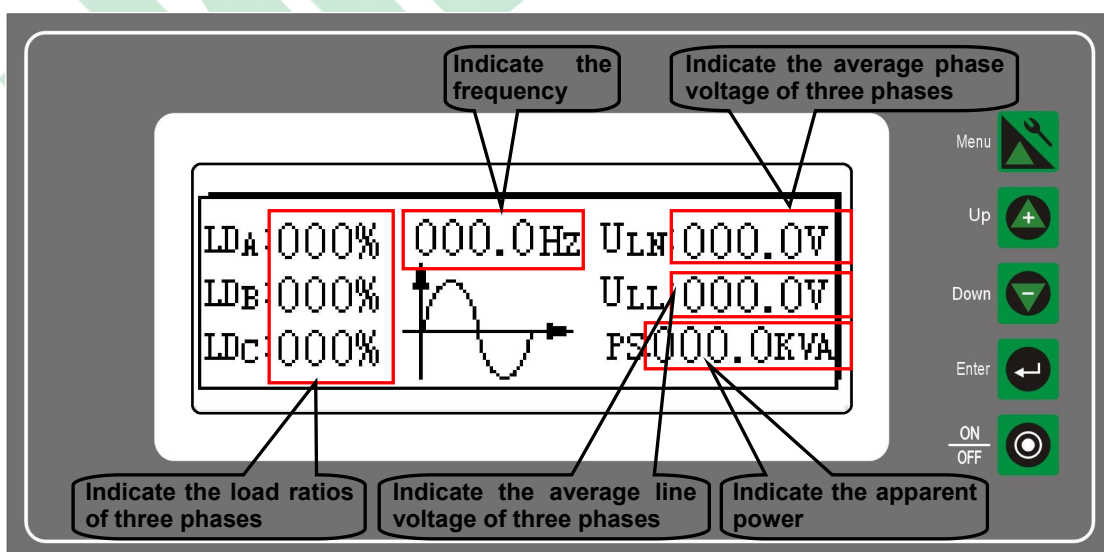 Indicate the
frequency
Indicate the average phase
voltage of three phases
Menu
Up
Down
Enter
ON
OFF
LDA:000% 000.0HZ ULN:000.0V
LDB:000% ULL:000.0V
LDC:000% PS:000.0KVA
Indicate the load ratios
of three phases
Indicate the average line
voltage of three phases
Indicate the apparent
power